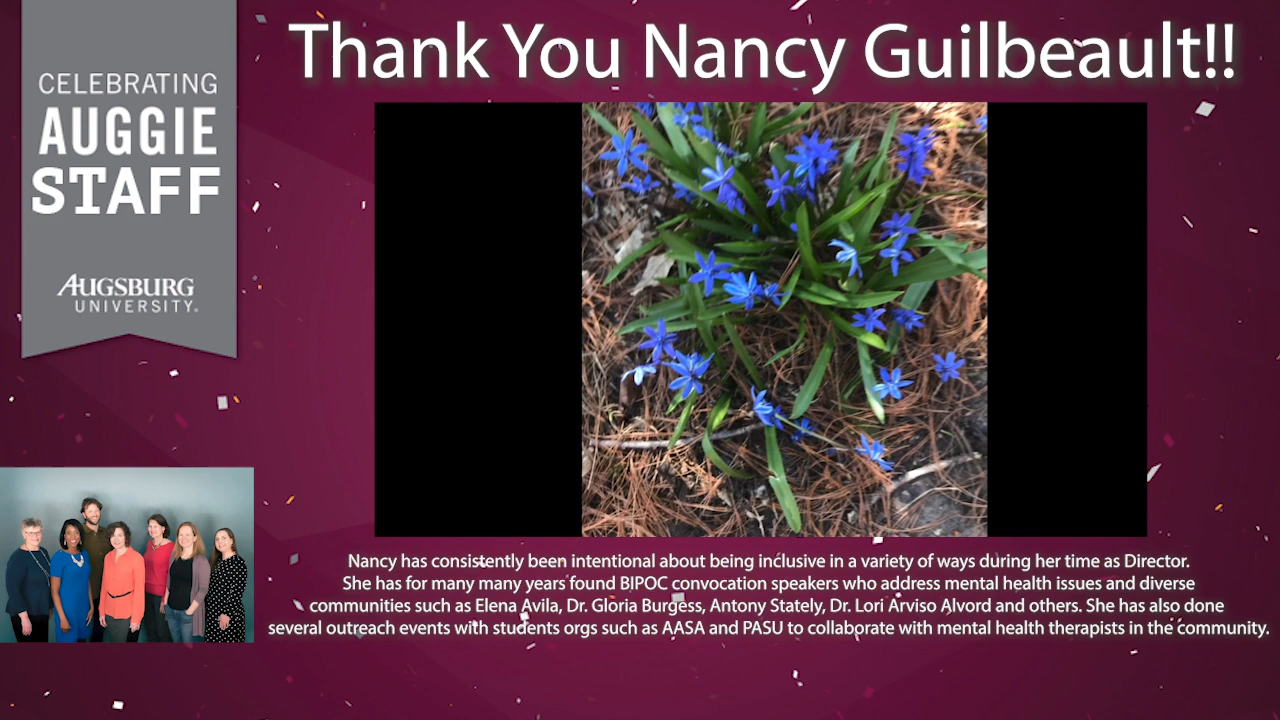 Thank You Nancy Guilbeault!!
CELEBRATING
AUGGIE
STAFF
AUGSBURG
UNIVERSITY.
Nancy has consistently been intentional about being inclusive in a variety of ways during her time as Director.
She has for many many years found BIPOC convocation speakers who address mental health issues and diverse
communities such as Elena Avila, Dr. Gloria Burgess, Antony Stately, Dr. Lori Arviso Alvord and others. She has also done
several outreach events with students orgs such as AASA and PASU to collaborate with mental health therapists in the community.